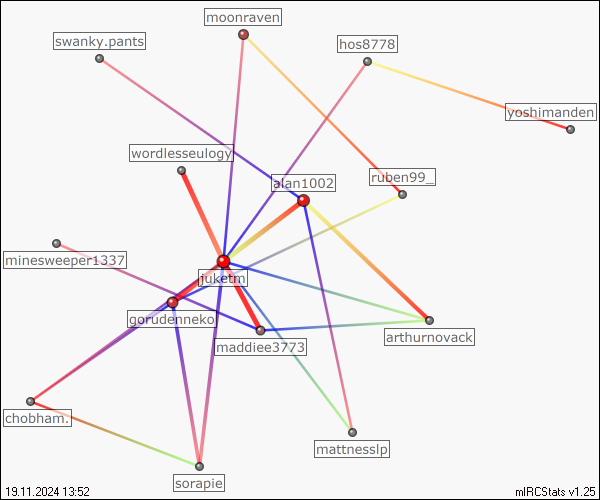 moonraven
swanky.pants
hos8778
yoshimanden
wordlesseulogy
alan1002
ruben99_
minesweeper1337
juketm
gorudenneko
arthurnovack
maddiee3773
chobham.
mattnesslp
sorapie
19.11.2024 13:52
mIRCStats v1.25